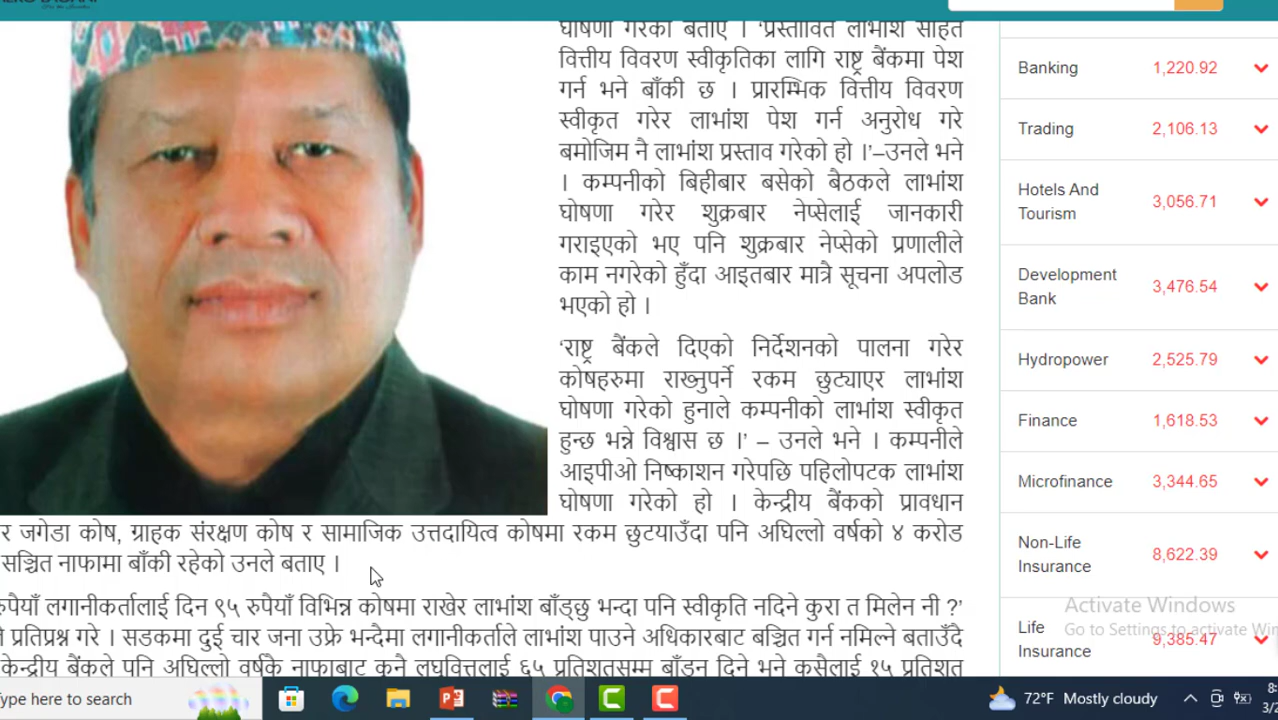 घोषणा गरेको बताए । ‘प्रस्तावित लाभांश सहित
वित्तीय विवरण स्वीकृतिका लागि राष्ट्र बैंकमा पेश
गर्न भने बाँकी छ । प्रारम्भिक वित्तीय विवरण
स्वीकृत गरेर लाभांश पेश गर्न अनुरोध गरे
बमोजिम नै लाभांश प्रस्ताव गरेको हो ।’–उनले भने
। कम्पनीको बिहीबार बसेको बैठकले लाभांश
घोषणा गरेर शुक्रबार नेप्सेलाई जानकारी
गराइएको भए पनि शुक्रबार नेप्सेको प्रणालीले
काम नगरेको हुँदा आइतबार मात्रै सूचना अपलोड
भएको हो ।
‘राष्ट्र बैंकले दिएको निर्देशनको पालना गरेर
कोषहरुमा राख्नुपर्ने रकम छुट्याएर लाभांश
घोषणा गरेको हुनाले कम्पनीको लाभांश स्वीकृत
हुन्छ भन्ने विश्वास छ ।’ – उनले भने । कम्पनीले
आइपीओ निष्काशन गरेपछि पहिलोपटक लाभांश
घोषणा गरेको हो । केन्द्रीय बैंकको प्रावधान
र जगेडा कोष, ग्राहक संरक्षण कोष र सामाजिक उत्तदायित्व कोषमा रकम छुटयाउँदा पनि अघिल्लो वर्षको ४ करोड
सञ्चित नाफामा बाँकी रहेको उनले बताए ।
रुपैयाँ लगानीकर्तालाई दिन ९५ रुपैयाँ विभिन्न कोषमा राखेर लाभांश बाँड्छु भन्दा पनि स्वीकृति नदिने कुरा त मिलेन नी ?’
ले प्रतिप्रश्न गरे । सडकमा दुई चार जना उफ्रे भन्दैमा लगानीकर्ताले लाभांश पाउने अधिकारबाट बञ्चित गर्न नमिल्ने बताउँदै
केन्द्रीय बैंकले पनि अघिल्लो वर्षकै नाफाबाट कुनै लघुवित्तलाई ६५ प्रतिशतसम्म बाँडन दिने भने कसैलाई १५ प्रतिशत
Banking 1,220.92
Trading 2,106.13
Hotels And
Tourism 3,056.71
Development
Bank 3,476.54
Hydropower 2,525.79
Finance 1,618.53
Microfinance 3,344.65
Non-Life
Insurance 8,622.39
Life
Insurance 9,385.47
Activate Windows
Go to Settings to activate Win
Type here to search
72°F Mostly cloudy